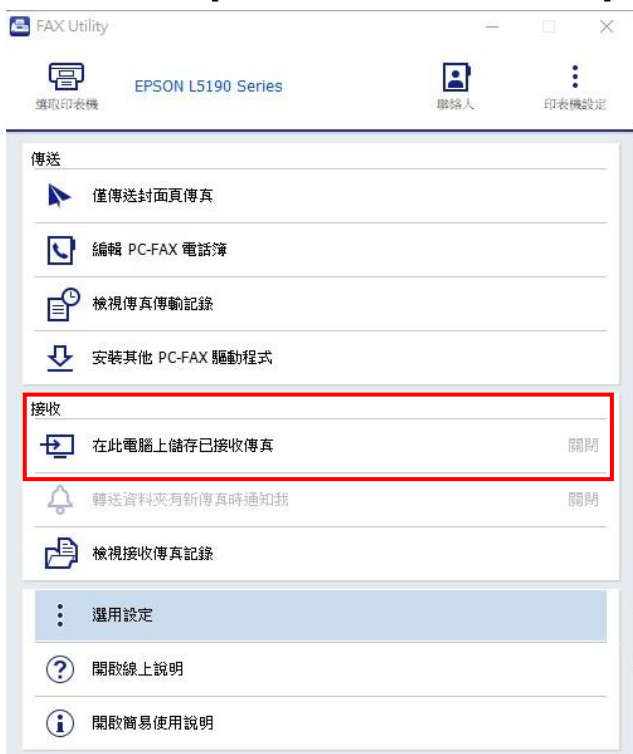 FAX Utility
選取印表機
EPSON L5190 Series
聯絡人
印表機設定
傳送
僅傳送封面頁傳真
編輯 PC-FAX 電話簿
檢視傳真傳輸記錄
安裝其他 PC-FAX 驅動程式
接收
在此電腦上儲存已接收傳真 關閉
轉送資料夾有新傳真時通知我 關閉
檢視接收傳真記錄
選用設定
開啟線上說明
開啟簡易使用說明